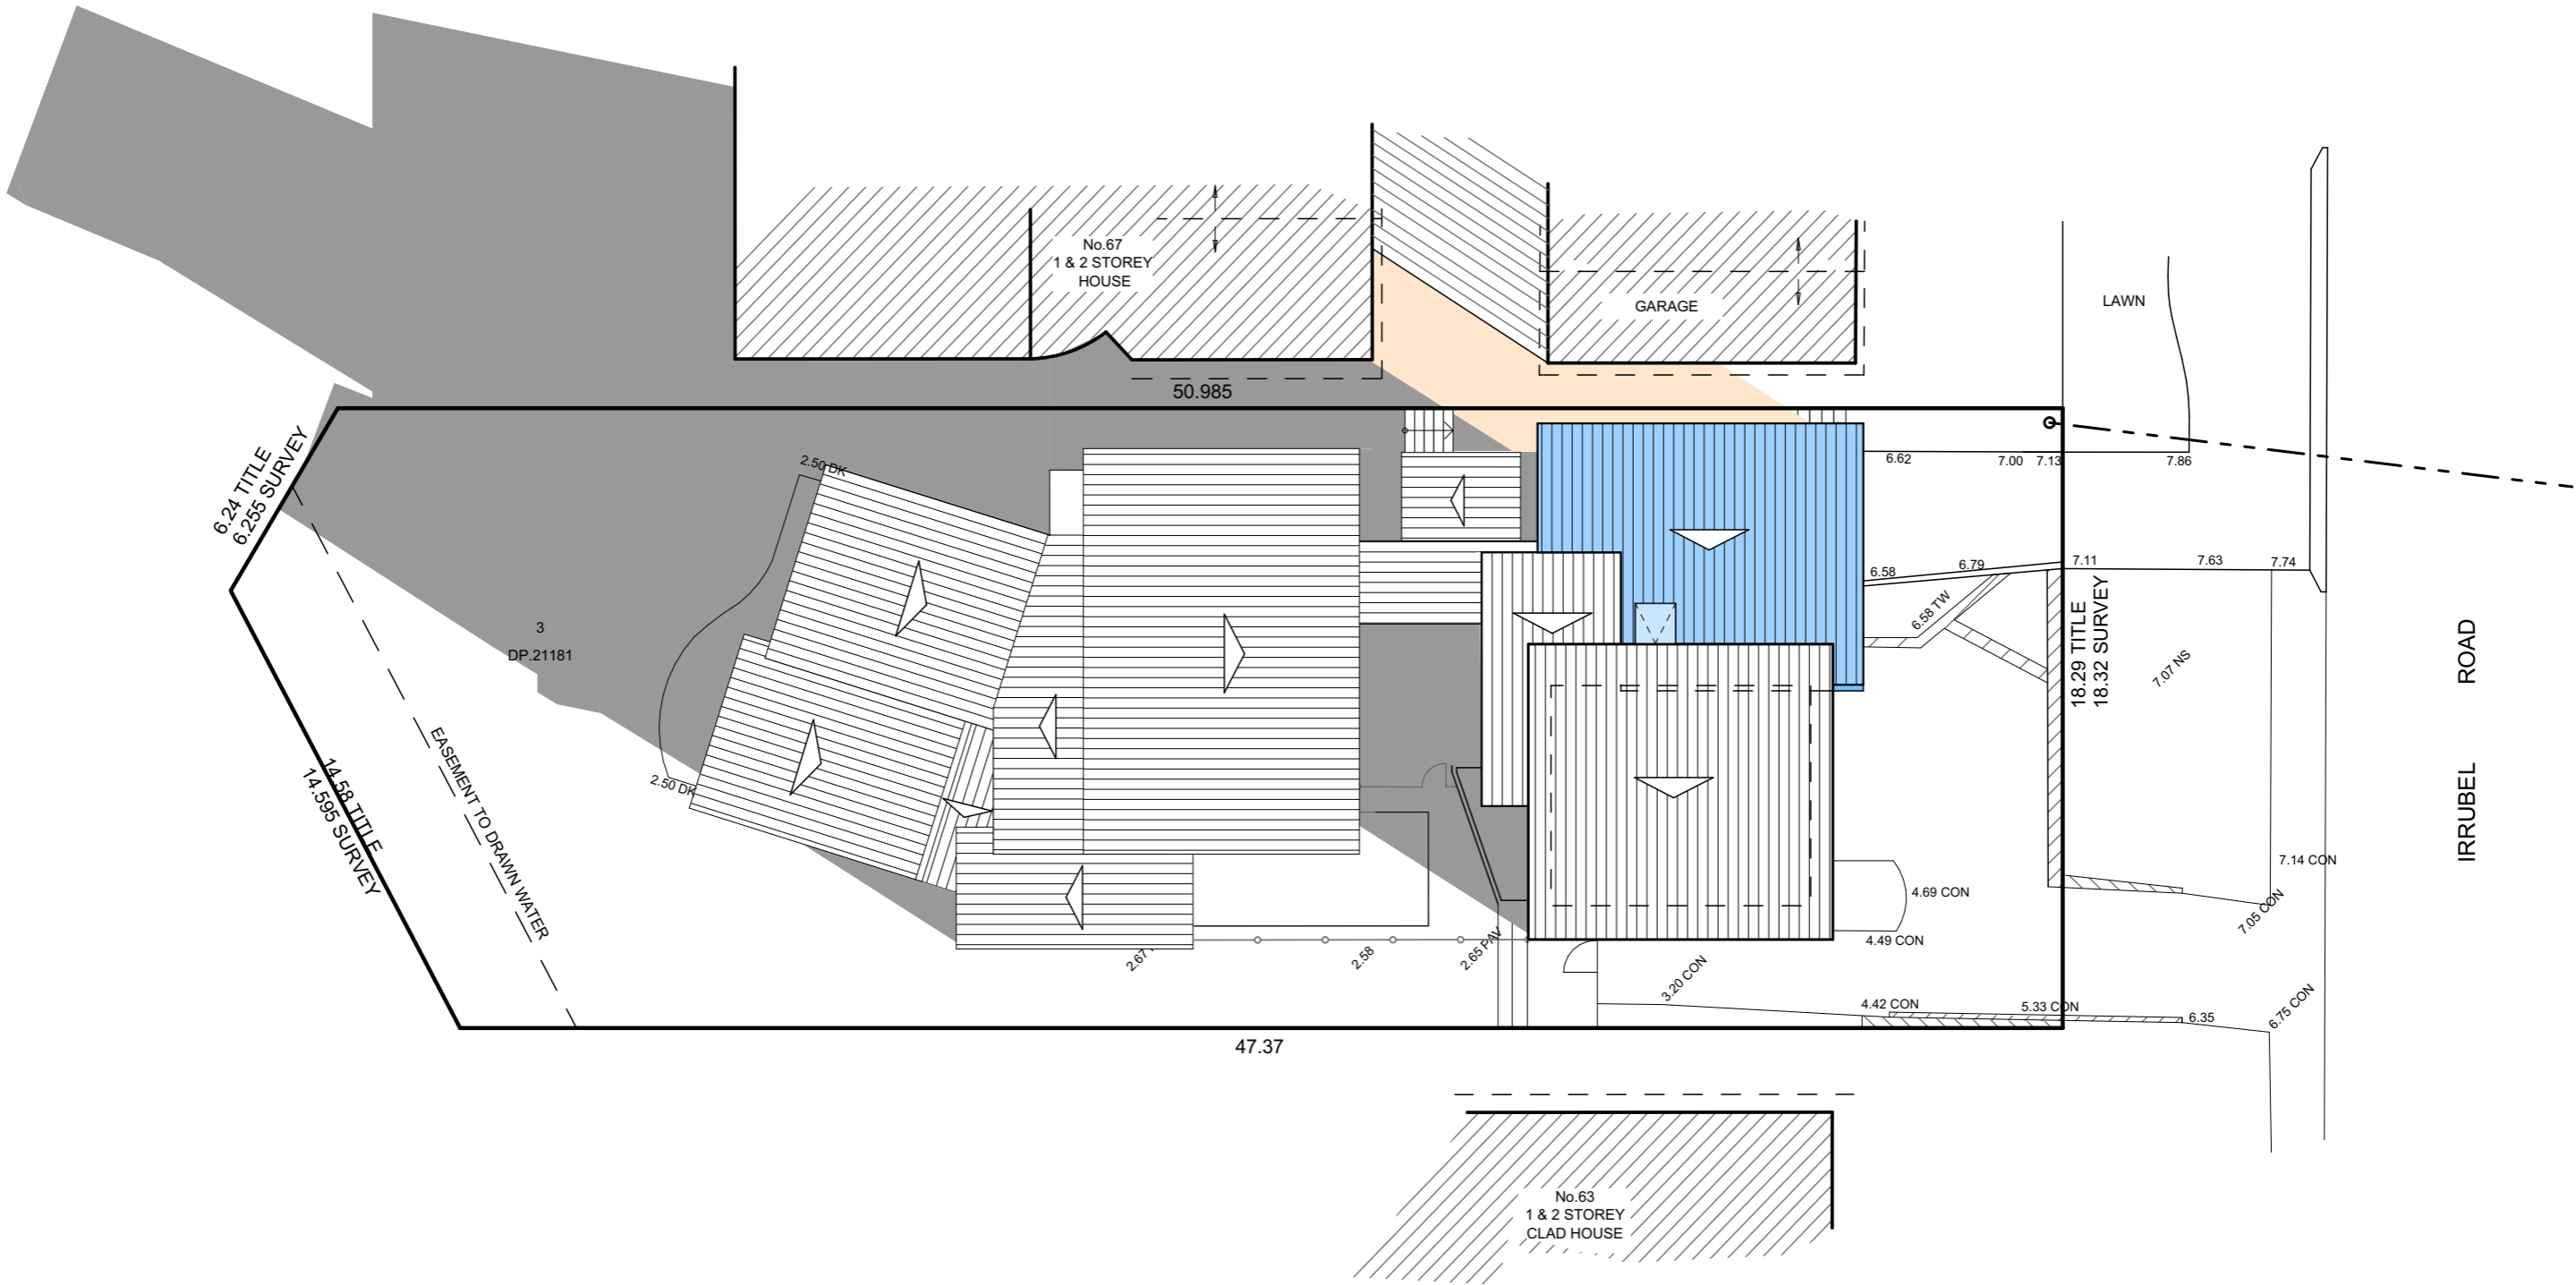 No.67
1 & 2 STOREY
HOUSE
GARAGE
LAWN
50.985
6.24 TITLE
6.255 SURVEY
2.50 DK
6.62
7.00
7.13
7.86
6.58
6.79
7.11
7.63
7.74
6.58 TW
18.29 TITLE
18.32 SURVEY
7.07 NS
IRRUBEL ROAD
3
DP.21181
EASEMENT TO DRAWN WATER
14.58 TITLE
14.595 SURVEY
2.50 DK
7.14 CON
4.69 CON
7.05 CON
4.49 CON
2.67
2.58
2.65 PAV
3.20 CON
4.42 CON
5.33 CON
6.35
6.75 CON
47.37
No.63
1 & 2 STOREY
CLAD HOUSE